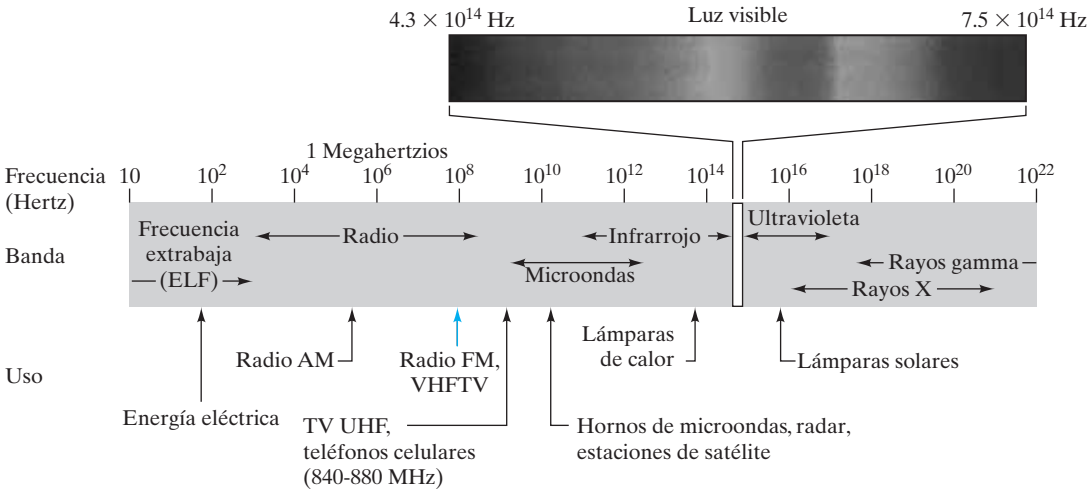 4.3 × 10¹⁴ Hz
Luz visible
7.5 × 10¹⁴ Hz
1 Megahertzios
Frecuencia 10 10² 10⁴ 10⁶ 10⁸ 10¹⁰ 10¹² 10¹⁴ 10¹⁶ 10¹⁸ 10²⁰ 10²²
(Hertz)
Banda
Frecuencia
extrabaja
(ELF)
Radio
Microondas
Infrarrojo
Ultravioleta
Rayos gamma
Rayos X
Uso
Energía eléctrica
Radio AM
Radio FM,
VHFTV
TV UHF,
teléfonos celulares
(840-880 MHz)
Hornos de microondas, radar,
estaciones de satélite
Lámparas
de calor
Lámparas solares